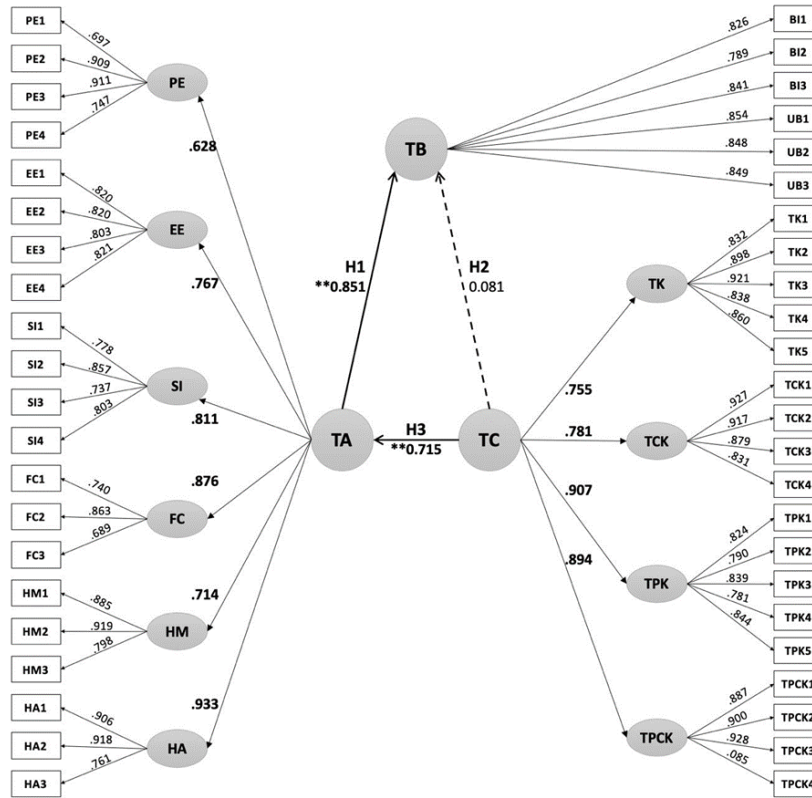 PE1
.697
PE2
.909
PE3
.911
PE4
.747
PE
.628
EE1
.820
EE2
.820
EE3
.803
EE4
.821
EE
.767
SI1
.778
SI2
.857
SI3
.737
SI4
.803
SI
.811
FC1
.740
FC2
.863
FC3
.689
FC
.876
HM1
.885
HM2
.919
HM3
.798
HM
.714
HA1
.906
HA2
.918
HA3
.761
HA
.933
TA
TB
TC
H1
**0.851
H2
0.081
H3
**0.715
.826
BI1
.789
BI2
.841
BI3
.854
UB1
.848
UB2
.849
UB3
.755
TK
.832
TK1
.898
TK2
.921
TK3
.838
TK4
.860
TK5
.781
TCK
.927
TCK1
.917
TCK2
.879
TCK3
.831
TCK4
.907
TPK
.824
TPK1
.790
TPK2
.839
TPK3
.781
TPK4
.844
TPK5
.894
TPCK
.887
TPCK1
.900
TPCK2
.928
TPCK3
.085
TPCK4